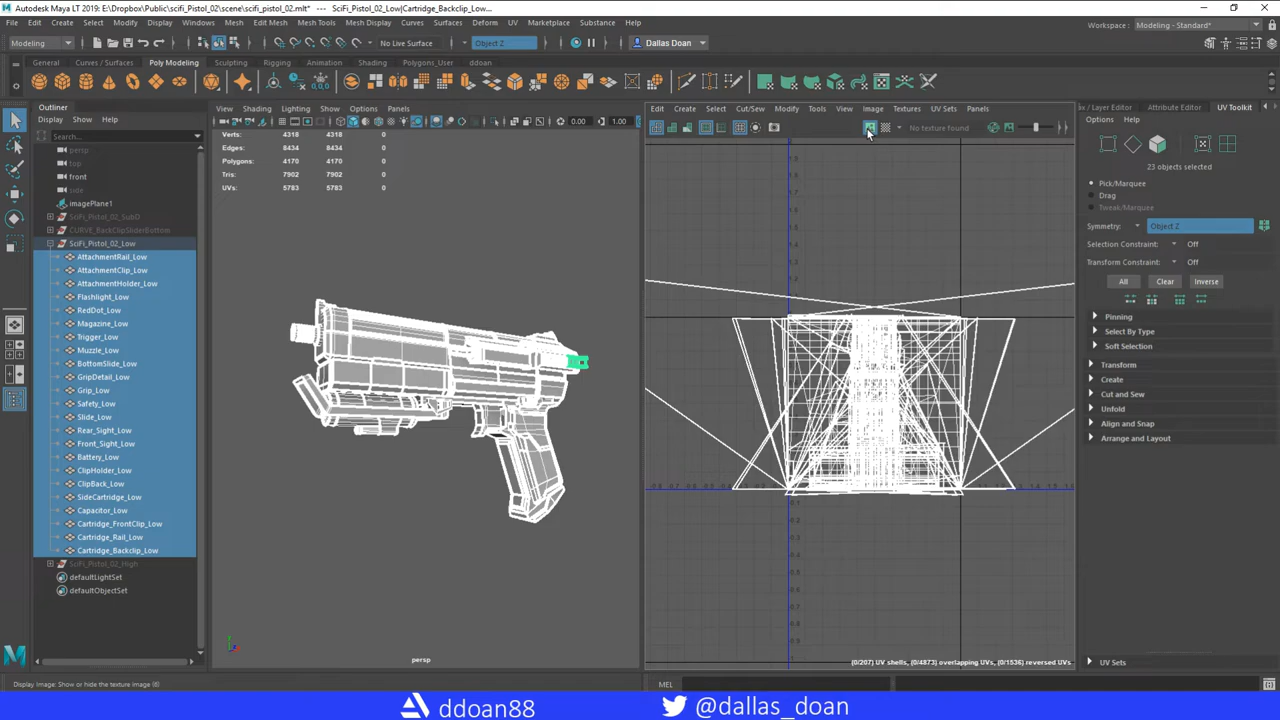 Autodesk Maya LT 2019: E:\Dropbox\Public\scifi_Pistol_02\scene\scifi_pistol_02.mlt*   ---   SciFi_Pistol_02_Low|Cartridge_Backclip_Low...
File Edit Create Select Modify Display Windows Mesh Edit Mesh Mesh Tools Mesh Display Curves Surfaces Deform UV Marketplace Substance Help
Workspace : Modeling - Standard*
Modeling No Live Surface Object Z Dallas Doan
General Curves / Surfaces Poly Modeling Sculpting Rigging Animation Shading Polygons_User ddoan
Outliner
Display Show Help
Search...
persp
top
front
side
imagePlane1
SciFi_Pistol_02_SubD
CURVE_BackClipSliderBottom
SciFi_Pistol_02_Low
AttachmentRail_Low
AttachmentClip_Low
AttachmentHolder_Low
Flashlight_Low
RedDot_Low
Magazine_Low
Trigger_Low
Muzzle_Low
BottomSlide_Low
GripDetail_Low
Grip_Low
Safety_Low
Slide_Low
Rear_Sight_Low
Front_Sight_Low
Battery_Low
ClipHolder_Low
ClipBack_Low
SideCartridge_Low
Capacitor_Low
Cartridge_FrontClip_Low
Cartridge_Rail_Low
Cartridge_Backclip_Low
SciFi_Pistol_02_High
defaultLightSet
defaultObjectSet
View Shading Lighting Show Options Panels
0.00 1.00
Verts: 4318 4318 0
Edges: 8434 8434 0
Polygons: 4170 4170 0
Tris: 7902 7902 0
UVs: 5783 5783 0
persp
Edit Create Select Cut/Sew Modify Tools View Image Textures UV Sets Panels
No texture found
(0/207) UV shells, (0/4873) overlapping UVs, (0/1536) reversed UVs
/ Layer Editor Attribute Editor UV Toolkit
Options Help
23 objects selected
Pick/Marquee
Drag
Tweak/Marquee
Symmetry: Object Z
Selection Constraint: Off
Transform Constraint: Off
All Clear Inverse
Pinning
Select By Type
Soft Selection
Transform
Create
Cut and Sew
Unfold
Align and Snap
Arrange and Layout
UV Sets
Display image: Show or hide the texture image (6)
MEL
ddoan88 @dallas_doan